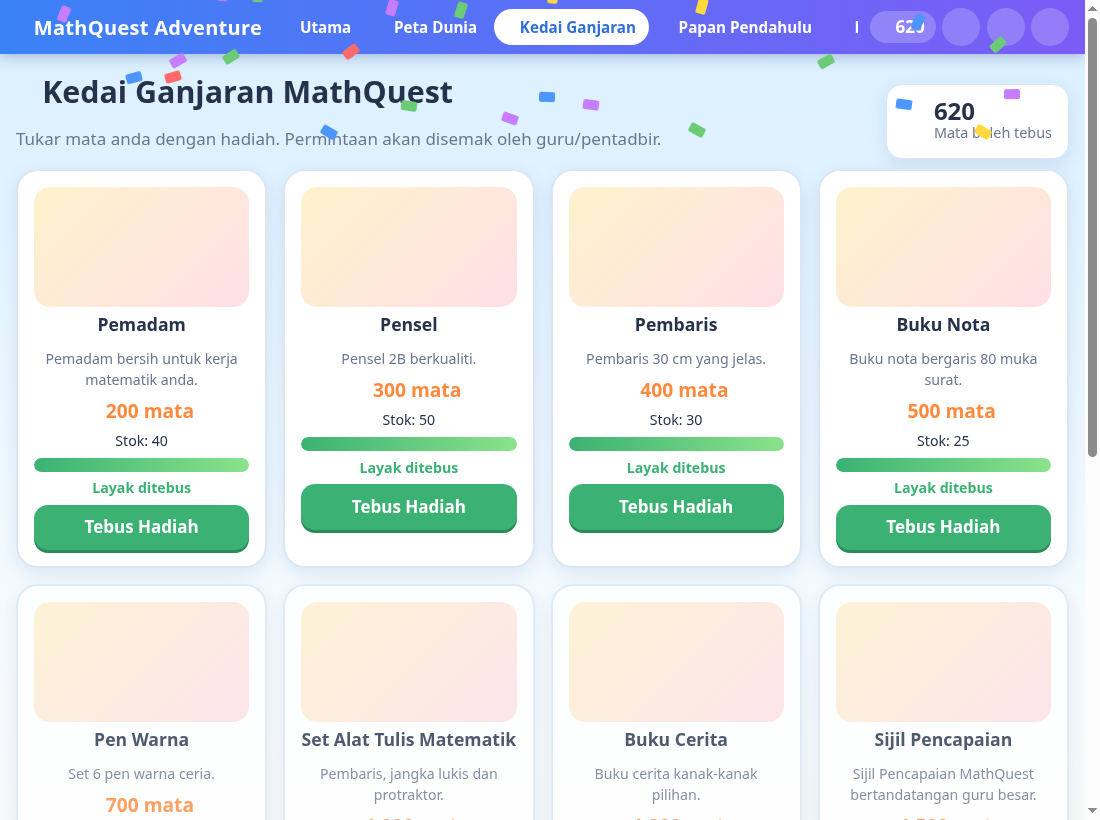 MathQuest Adventure
Utama
Peta Dunia
Kedai Ganjaran
Papan Pendahulu
620
Kedai Ganjaran MathQuest
Tukar mata anda dengan hadiah. Permintaan akan disemak oleh guru/pentadbir.
620
Mata boleh tebus
Pemadam
Pemadam bersih untuk kerja
matematik anda.
200 mata
Stok: 40
Layak ditebus
Tebus Hadiah
Pensel
Pensel 2B berkualiti.
300 mata
Stok: 50
Layak ditebus
Tebus Hadiah
Pembaris
Pembaris 30 cm yang jelas.
400 mata
Stok: 30
Layak ditebus
Tebus Hadiah
Buku Nota
Buku nota bergaris 80 muka
surat.
500 mata
Stok: 25
Layak ditebus
Tebus Hadiah
Pen Warna
Set 6 pen warna ceria.
700 mata
Set Alat Tulis Matematik
Pembaris, jangka lukis dan
protraktor.
Buku Cerita
Buku cerita kanak-kanak
pilihan.
Sijil Pencapaian
Sijil Pencapaian MathQuest
bertandatangan guru besar.